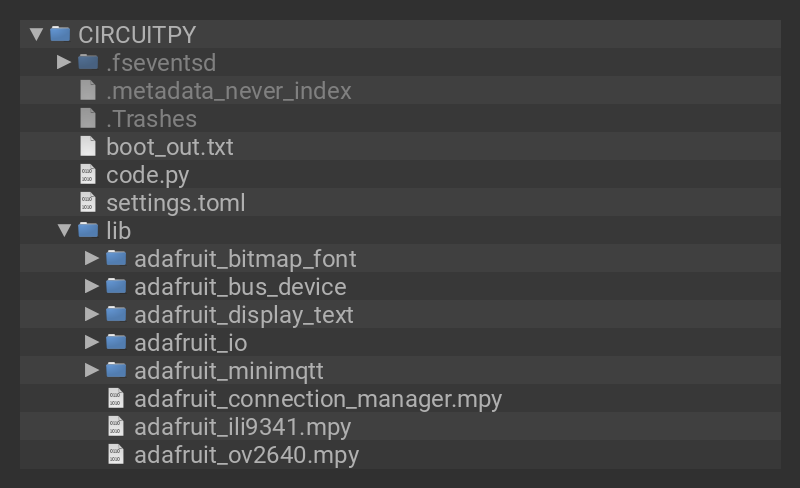 CIRCUITPY
.fseventsd
.metadata_never_index
.Trashes
boot_out.txt
code.py
settings.toml
lib
adafruit_bitmap_font
adafruit_bus_device
adafruit_display_text
adafruit_io
adafruit_minimqtt
adafruit_connection_manager.mpy
adafruit_ili9341.mpy
adafruit_ov2640.mpy